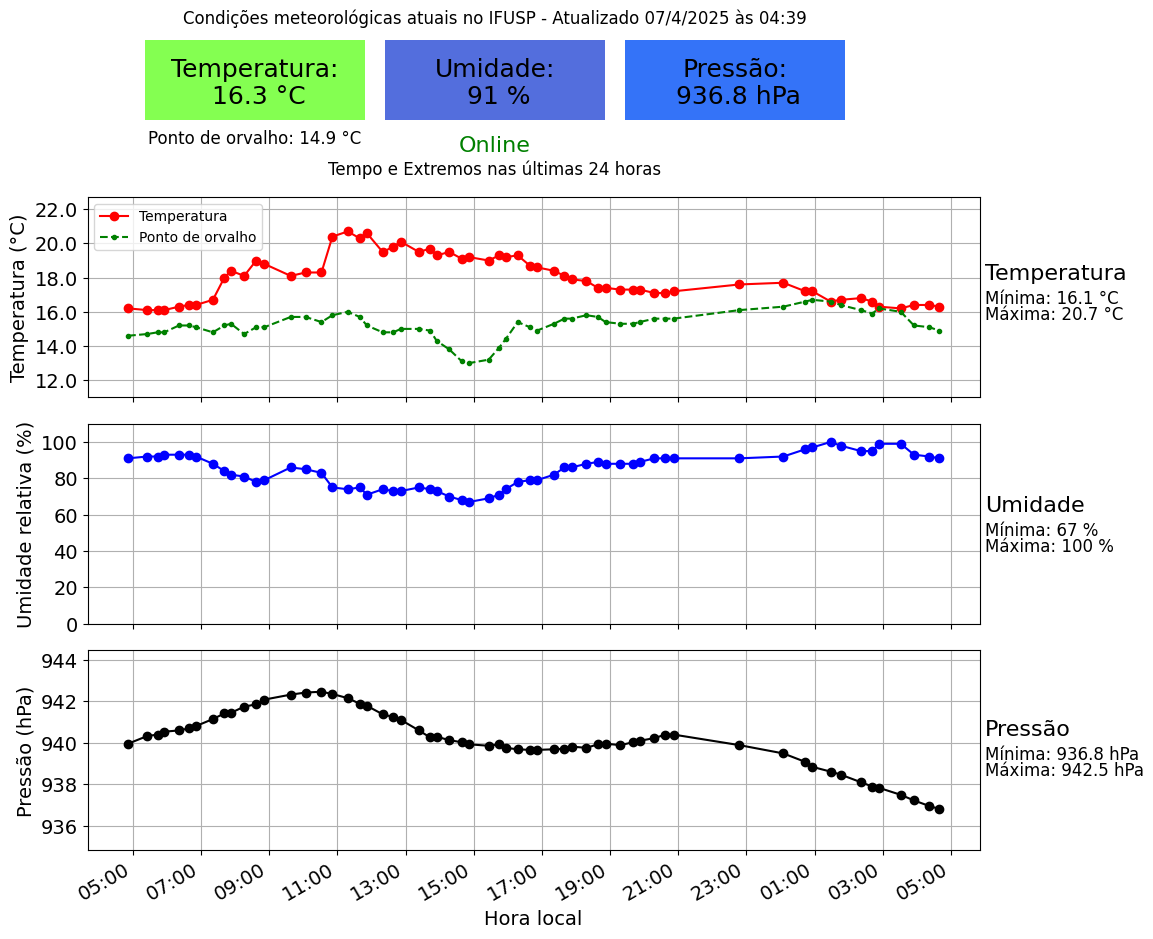 Condições meteorológicas atuais no IFUSP - Atualizado 07/4/2025 às 04:39
Temperatura:
16.3 °C
Umidade:
91 %
Pressão:
936.8 hPa
Ponto de orvalho: 14.9 °C
Online
Tempo e Extremos nas últimas 24 horas
Temperatura (°C)
22.0
20.0
18.0
16.0
14.0
12.0
Temperatura
Ponto de orvalho
Temperatura
Mínima: 16.1 °C
Máxima: 20.7 °C
Umidade relativa (%)
100
80
60
40
20
0
Umidade
Mínima: 67 %
Máxima: 100 %
Pressão (hPa)
944
942
940
938
936
Pressão
Mínima: 936.8 hPa
Máxima: 942.5 hPa
05:00 07:00 09:00 11:00 13:00 15:00 17:00 19:00 21:00 23:00 01:00 03:00 05:00
Hora local